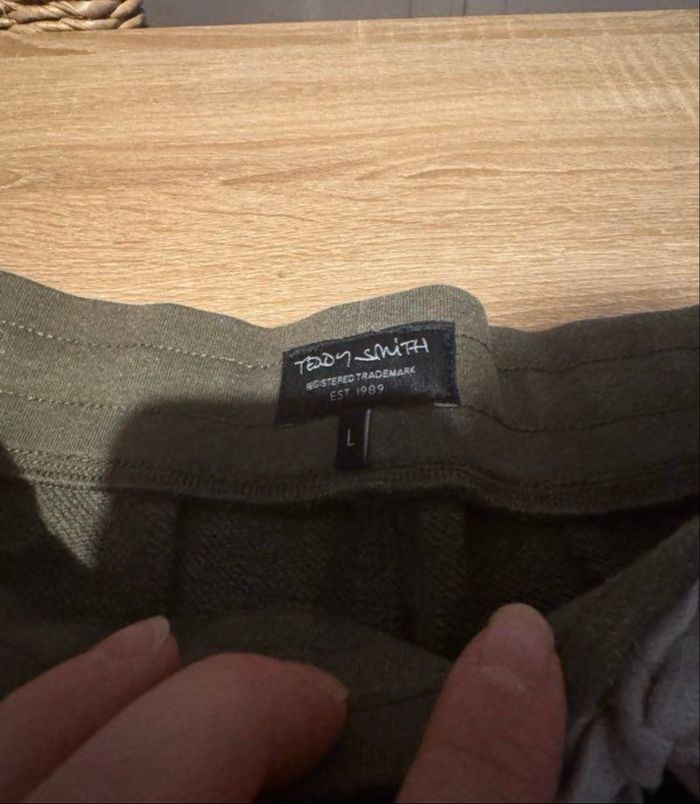 TEDDY SMITH
REGISTERED TRADEMARK
EST 1989
L